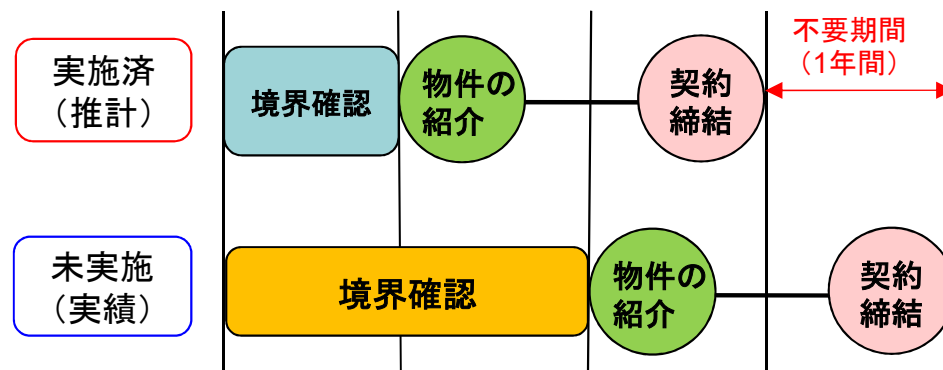 実施済
（推計）
境界確認
物件の
紹介
契約
締結
不要期間
（1年間）
未実施
（実績）
境界確認
物件の
紹介
契約
締結